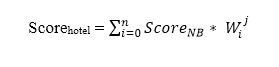 Score_hotel = ∑_{i=0}^{n} Score_NB * W_i^j